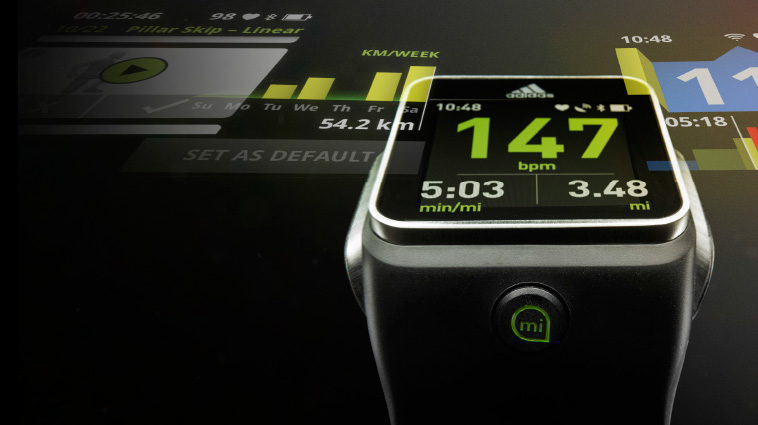 00:25:46 98
10/22 Pillar Skip – Linear
KM/WEEK
Su Mo Tu We Th Fr Sa
54.2 km
SET AS DEFAULT
adidas
10:48
147
bpm
5:03 3.48
min/mi mi
mi
10:48
11
05:18